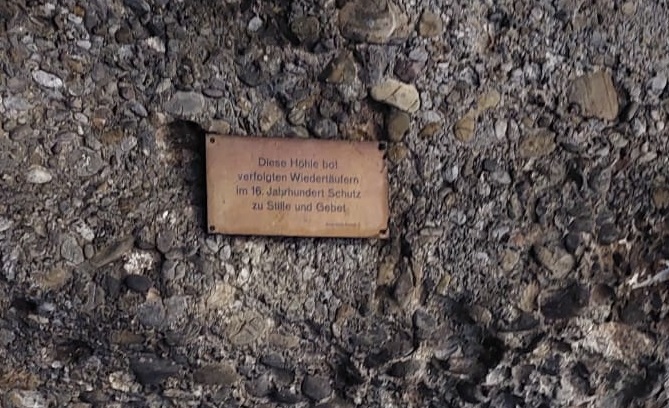 Diese Höhle bot
verfolgten Wiedertäufern
im 16. Jahrhundert Schutz
zu Stille und Gebet